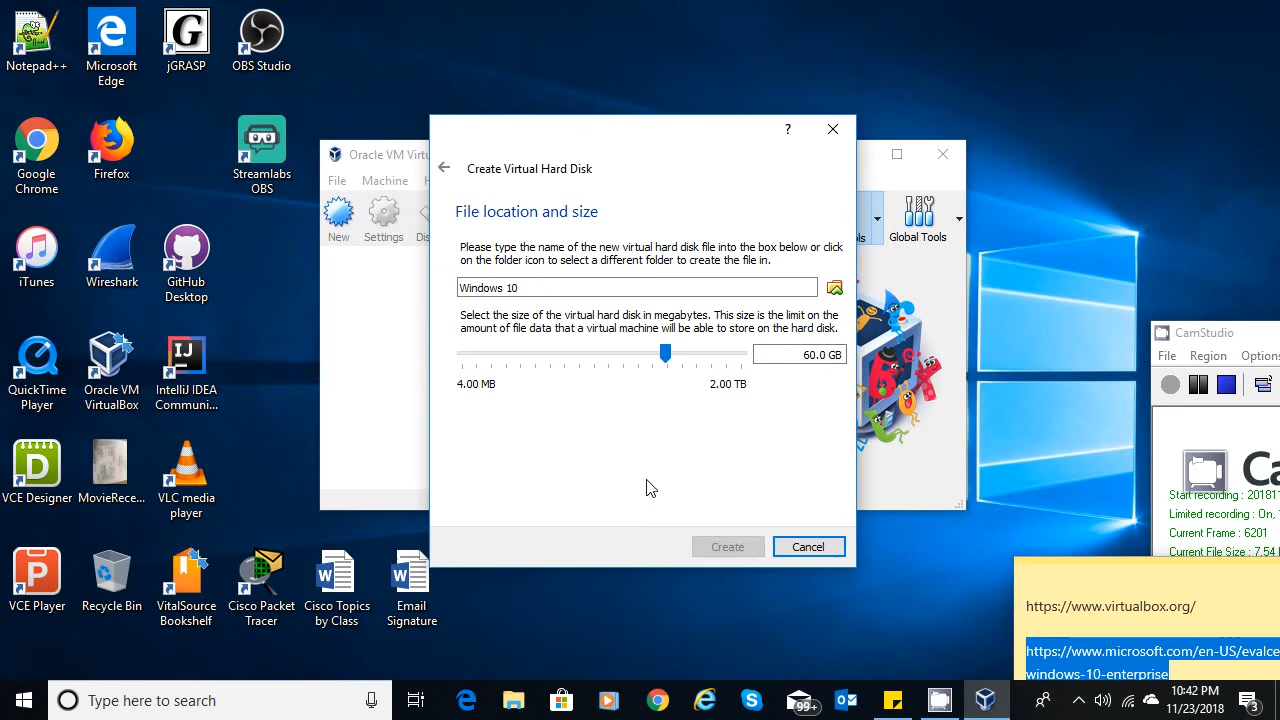 Notepad++
Microsoft
Edge
jGRASP
OBS Studio
Google
Chrome
Firefox
Streamlabs
OBS
iTunes
Wireshark
GitHub
Desktop
QuickTime
Player
Oracle VM
VirtualBox
IntelliJ IDEA
Communi...
VCE Designer
MovieRece...
VLC media
player
VCE Player
Recycle Bin
VitalSource
Bookshelf
Cisco Packet
Tracer
Cisco Topics
by Class
Email
Signature
Oracle VM Virtu
File Machine H
New Settings Dis
Global Tools
Create Virtual Hard Disk
File location and size
Please type the name of the new virtual hard disk file into the box below or click
on the folder icon to select a different folder to create the file in.
Windows 10
Select the size of the virtual hard disk in megabytes. This size is the limit on the
amount of file data that a virtual machine will be able to store on the hard disk.
60.0 GB
4.00 MB 2.00 TB
Create Cancel
CamStudio
File Region Options
Ca
Start recording : 20181
Limited recording : On, 
Current Frame : 6201
Current File Size : 7.54
https://www.virtualbox.org/
https://www.microsoft.com/en-US/evalce
windows-10-enterprise
Type here to search
99+
10:42 PM
11/23/2018
3